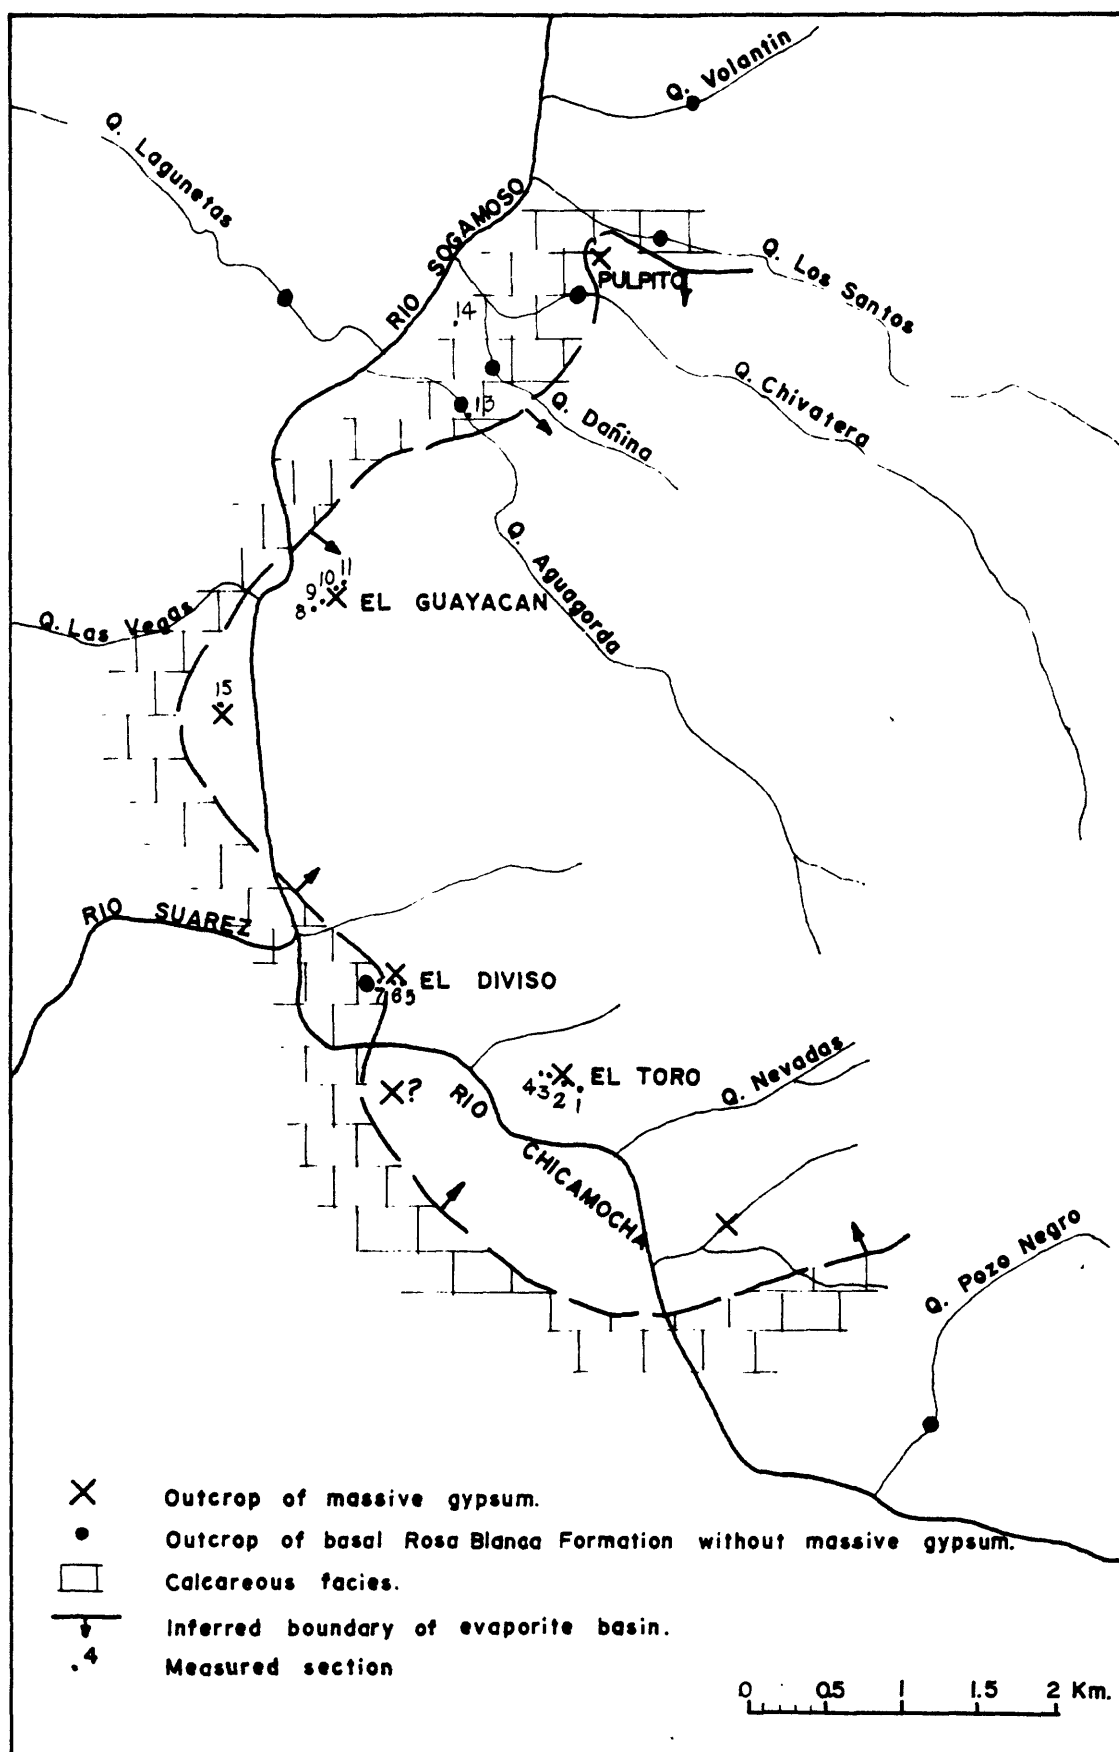 Q. Volantin
Q. Lagunetas
RIO SOGAMOSO
Q. Los Santos
PULPITO
14
Q. Chivatera
13
Q. Dañina
Q. Aguagorda
11
10
9
8
EL GUAYACAN
Q. Las Vegas
15
RIO SUAREZ
EL DIVISO
7 6 5
EL TORO
4 3 2 1
?
Q. Nevadas
RIO CHICAMOCHA
Q. Pozo Negro
Outcrop of massive gypsum.
Outcrop of basal Rosa Blanca Formation without massive gypsum.
Calcareous facies.
Inferred boundary of evaporite basin.
.4 Measured section
0 0.5 1 1.5 2 Km.